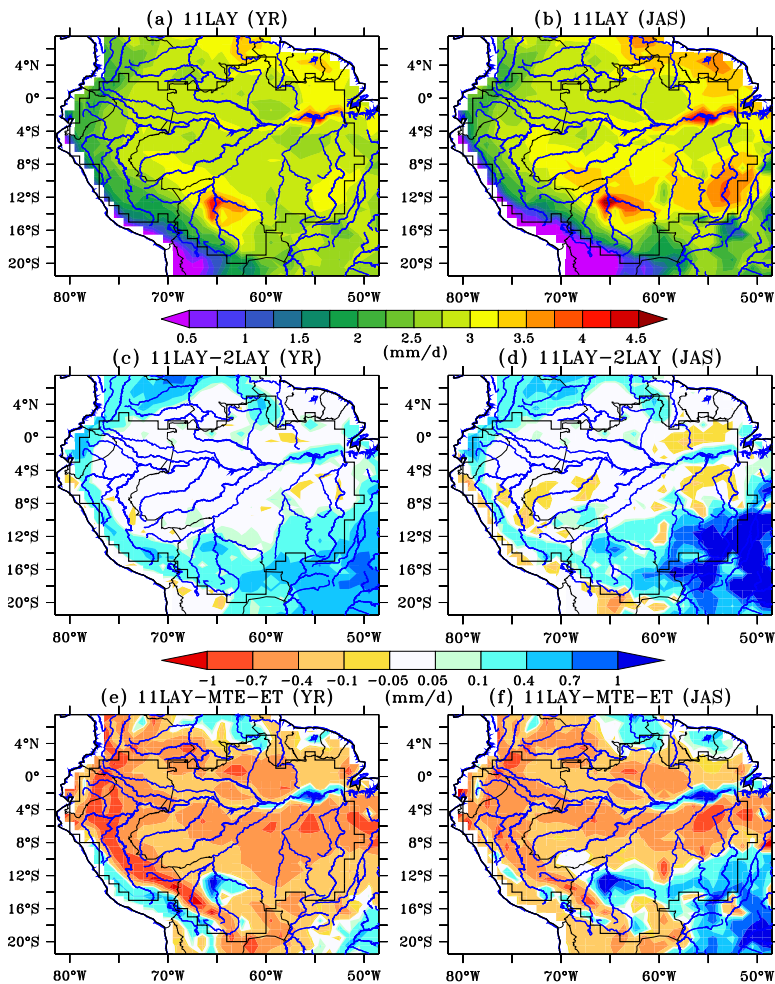 (a) 11LAY (YR) (b) 11LAY (JAS)
4°N 4°N
0° 0°
4°S 4°S
8°S 8°S
12°S 12°S
16°S 16°S
20°S 20°S
80°W 70°W 60°W 50°W 80°W 70°W 60°W 50°W
0.5 1 1.5 2 2.5 3 3.5 4 4.5
(mm/d)
(c) 11LAY-2LAY (YR) (d) 11LAY-2LAY (JAS)
4°N 4°N
0° 0°
4°S 4°S
8°S 8°S
12°S 12°S
16°S 16°S
20°S 20°S
80°W 70°W 60°W 50°W 80°W 70°W 60°W 50°W
-1 -0.7 -0.4 -0.1 -0.05 0.05 0.1 0.4 0.7 1
(e) 11LAY-MTE-ET (YR) (mm/d) (f) 11LAY-MTE-ET (JAS)
4°N 4°N
0° 0°
4°S 4°S
8°S 8°S
12°S 12°S
16°S 16°S
20°S 20°S
80°W 70°W 60°W 50°W 80°W 70°W 60°W 50°W